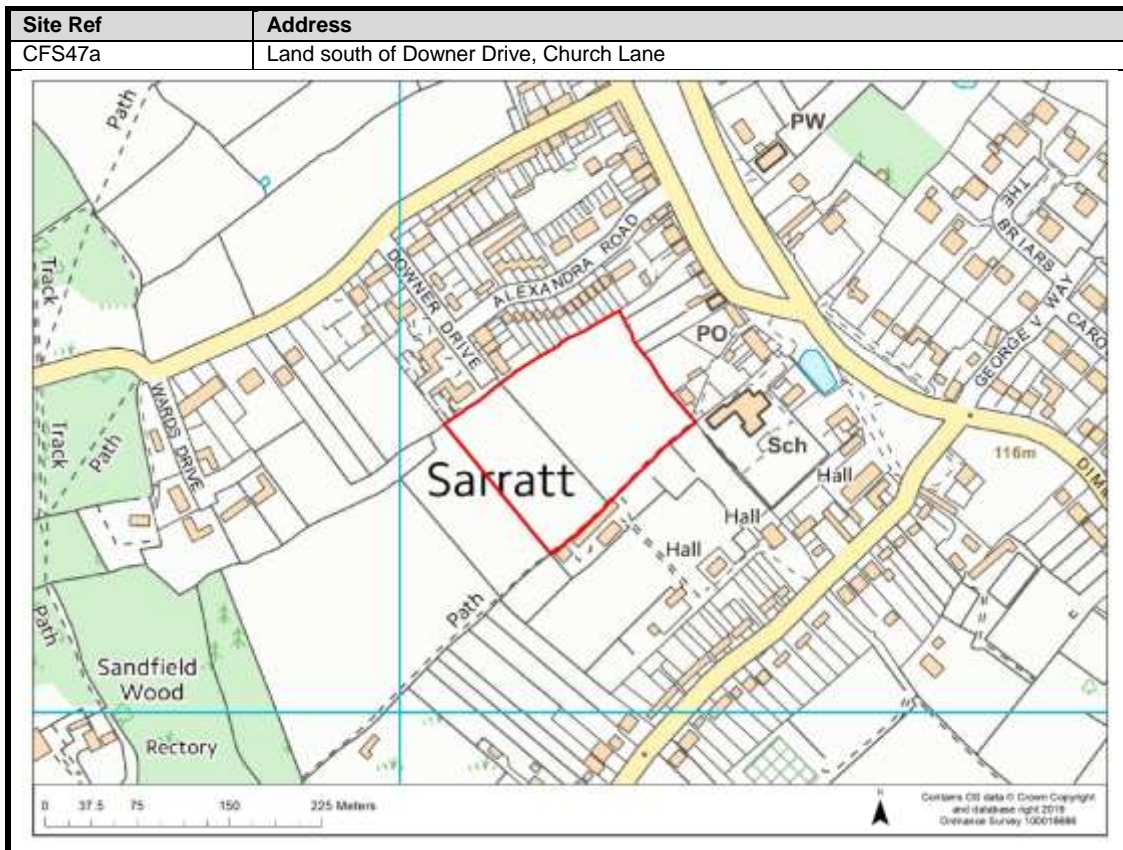 Site Ref Address
CFS47a Land south of Downer Drive, Church Lane
Path
PW
THE
BRIARS
Track
DOWNER DRIVE
ALEXANDRA ROAD
GEORGE V WAY
CARO
PO
WARDS DRIVE
Track
Path
Sarratt
Sch
116m
DIMM
Hall
Hall
Hall
Path
Path
Sandfield
Wood
Rectory
0 37.5 75 150 225 Meters
N
Contains OS data © Crown Copyright
and database right 2019
Ordnance Survey 100018686